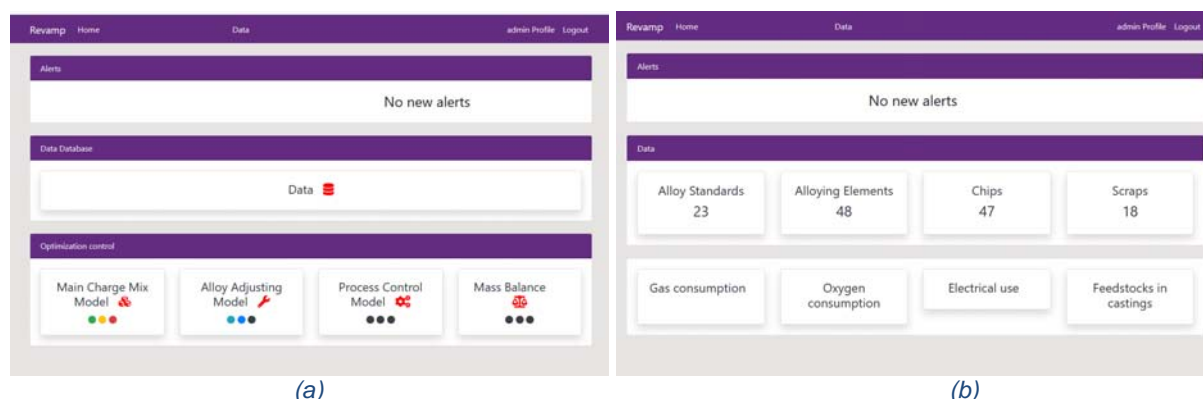 Revamp Home Data admin Profile Logout
Alerts
No new alerts
Data Database
Data
Optimization control
Main Charge Mix
Model
Alloy Adjusting
Model
Process Control
Model
Mass Balance
(a)
Revamp Home Data admin Profile Logout
Alerts
No new alerts
Data
Alloy Standards
23
Alloying Elements
48
Chips
47
Scraps
18
Gas consumption
Oxygen
consumption
Electrical use
Feedstocks in
castings
(b)